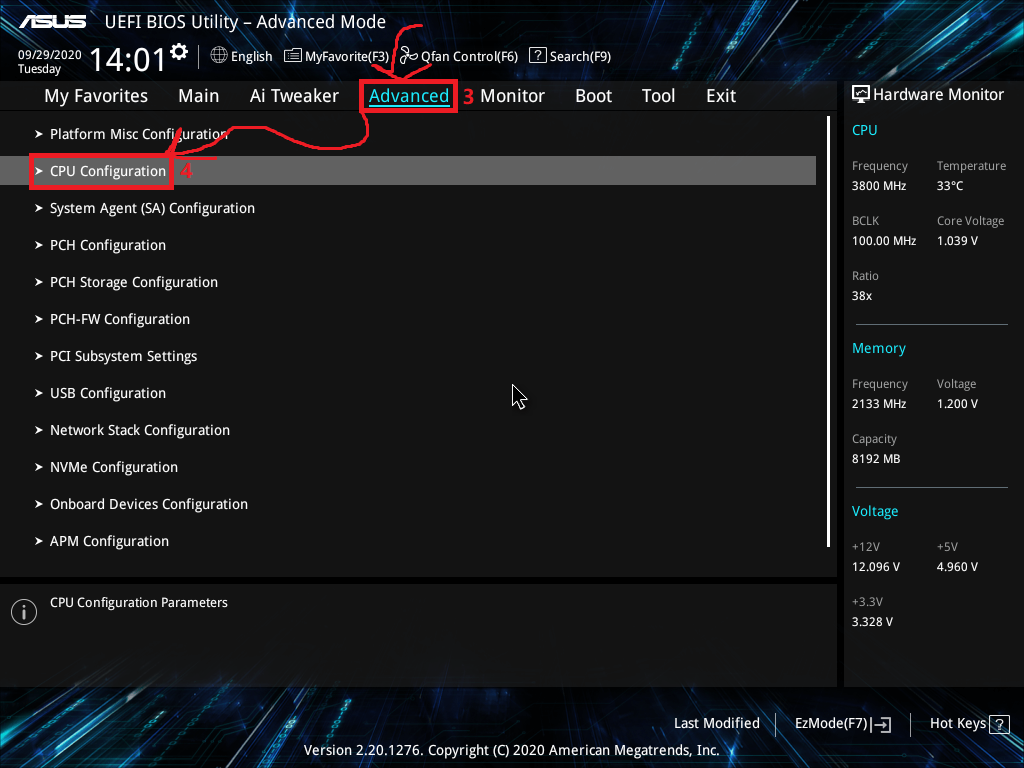 ASUS UEFI BIOS Utility – Advanced Mode
09/29/2020
Tuesday
14:01
English
MyFavorite(F3)
Qfan Control(F6)
? Search(F9)
My Favorites Main Ai Tweaker Advanced 3 Monitor Boot Tool Exit
Platform Misc Configuration
CPU Configuration 4
System Agent (SA) Configuration
PCH Configuration
PCH Storage Configuration
PCH-FW Configuration
PCI Subsystem Settings
USB Configuration
Network Stack Configuration
NVMe Configuration
Onboard Devices Configuration
APM Configuration
i CPU Configuration Parameters
Hardware Monitor
CPU
Frequency Temperature
3800 MHz 33°C
BCLK Core Voltage
100.00 MHz 1.039 V
Ratio
38x
Memory
Frequency Voltage
2133 MHz 1.200 V
Capacity
8192 MB
Voltage
+12V +5V
12.096 V 4.960 V
+3.3V
3.328 V
Last Modified EzMode(F7) Hot Keys ?
Version 2.20.1276. Copyright (C) 2020 American Megatrends, Inc.